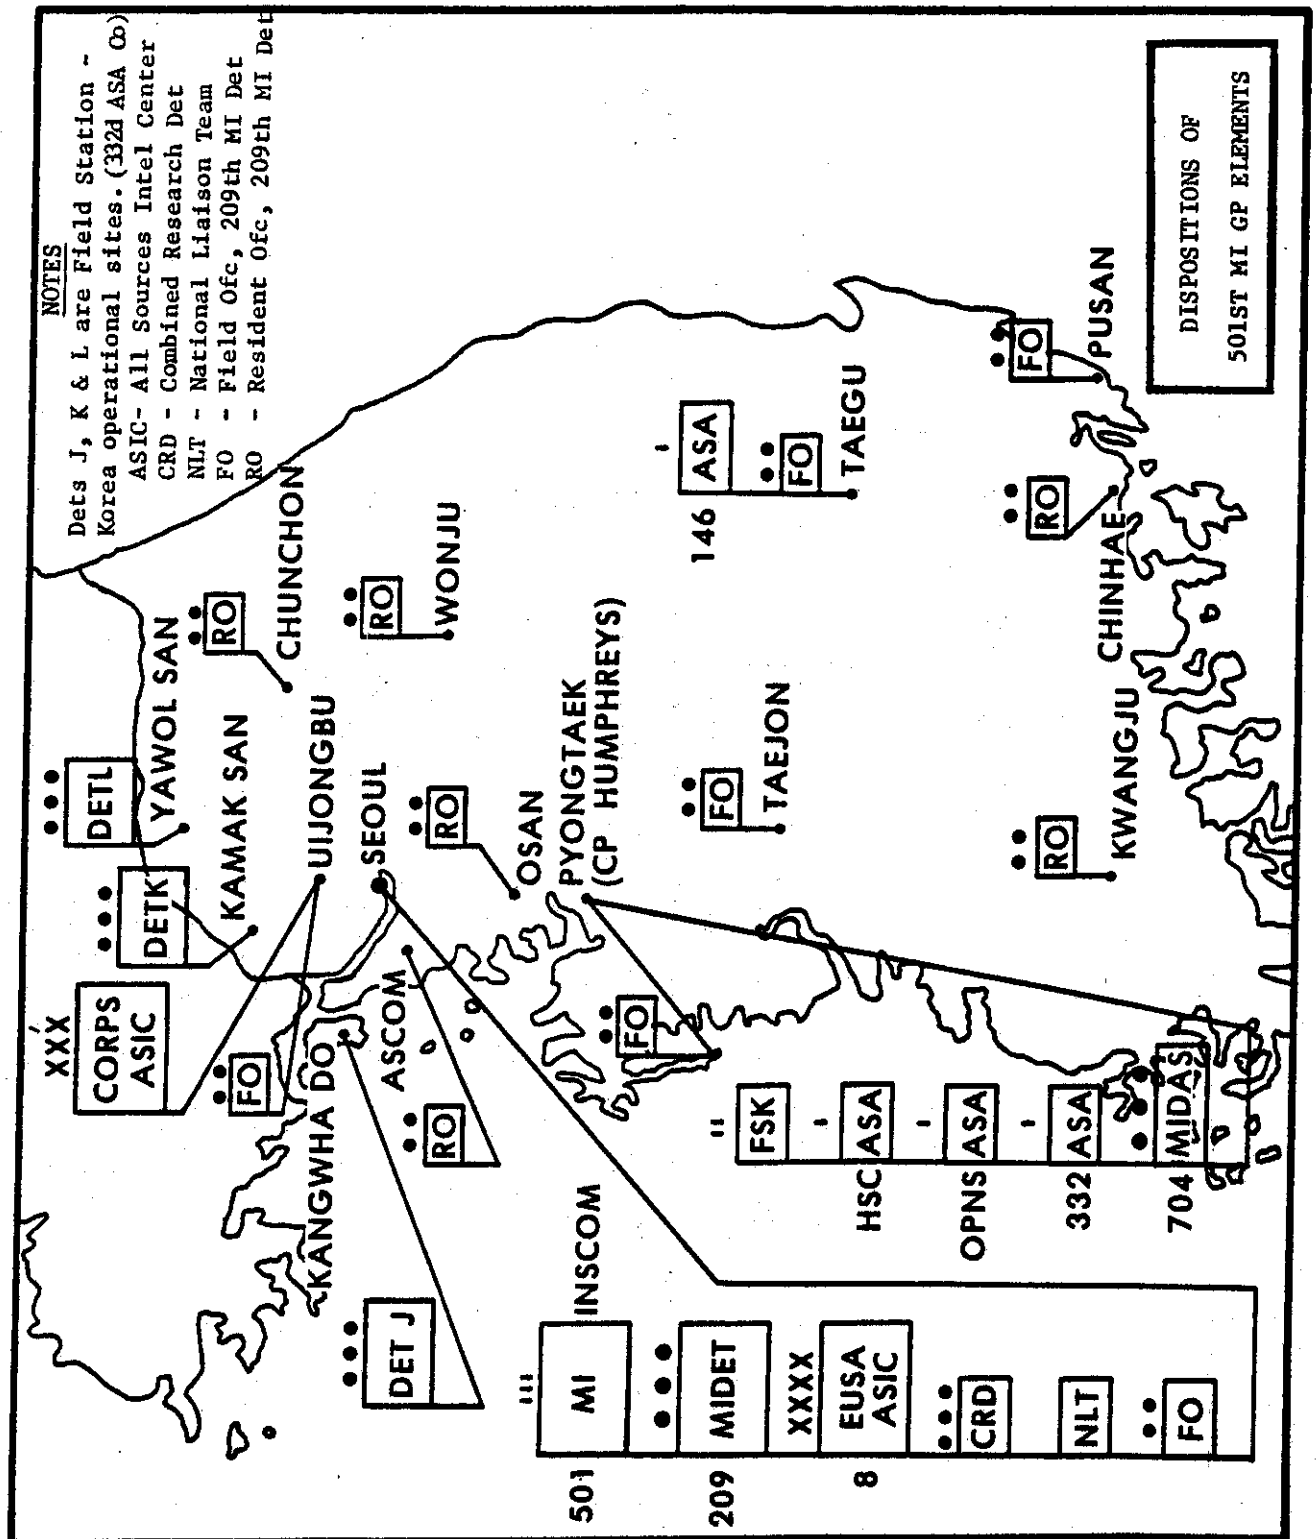 NOTES
Dets J, K & L are Field Station -
Korea operational sites. (332d ASA Co)
ASIC- All Sources Intel Center
CRD - Combined Research Det
NLT - National Liaison Team
FO - Field Ofc, 209th MI Det
RO - Resident Ofc, 209th MI Det
XXX
CORPS
ASIC
DETK
DETL
YAWOL SAN
KAMAK SAN
RO
CHUNCHON
FO
UIJONGBU
KANGWHA DO
SEOUL
RO
WONJU
DET J
ASCOM
RO
RO
OSAN
INSCOM
501 MI
PYONGTAEK
(CP HUMPHREYS)
FO
209 MIDET
146 ASA
FO
TAEGU
FO
TAEJON
XXXX
8 EUSA
ASIC
FSK
HSC ASA
CRD
OPNS ASA
NLT
332 ASA
FO
704 MIDAS
RO
KWANGJU
RO
CHINHAE
FO
PUSAN
DISPOSITIONS OF
501ST MI GP ELEMENTS